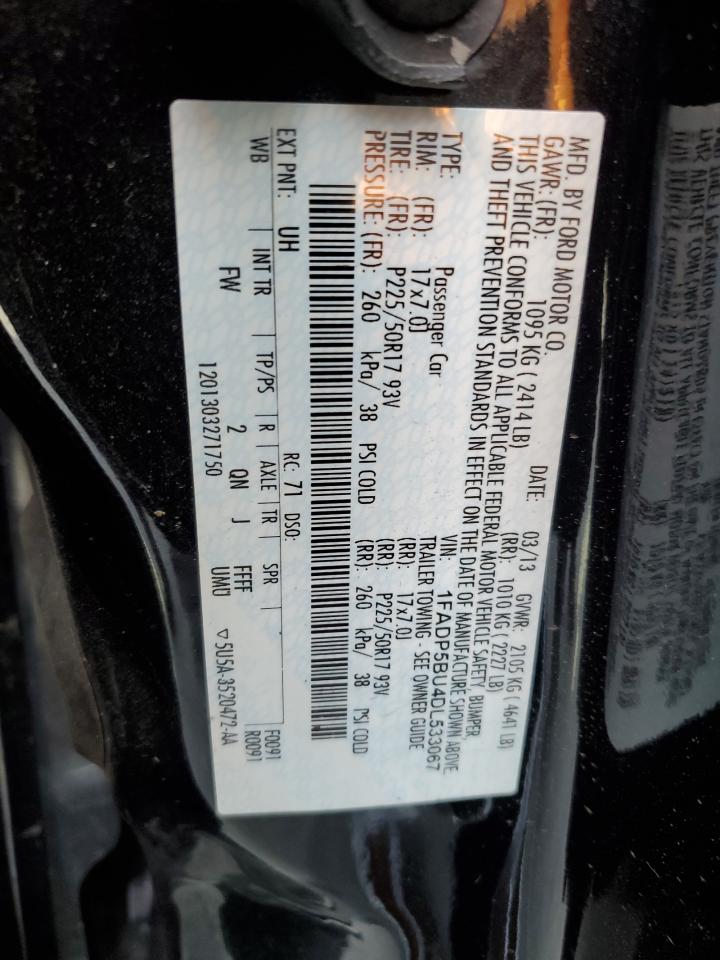 MFD. BY FORD MOTOR CO.
DATE: 03/13 GVWR: 2105 KG ( 4641 LB)
GAWR: (FR): 1095 KG ( 2414 LB) (RR): 1010 KG ( 2227 LB)
THIS VEHICLE CONFORMS TO ALL APPLICABLE FEDERAL MOTOR VEHICLE SAFETY, BUMPER,
AND THEFT PREVENTION STANDARDS IN EFFECT ON THE DATE OF MANUFACTURE SHOWN ABOVE
VIN: 1FADP5BU4DL533067
TYPE: Passenger Car TRAILER TOWING - SEE OWNER GUIDE
RIM: (FR): 17x7.0J (RR): 17x7.0J
TIRE: (FR): P225/50R17 93V (RR): P225/50R17 93V
PRESSURE: (FR): 260 kPa/ 38 PSI COLD (RR): 260 kPa/ 38 PSI COLD
EXT PNT: UH RC: 71 DSO: F0091
WB INT TR TP/PS R AXLE TR SPR R0091
FW 2 QN J FFFF
1201303271750 UMU ▽5U5A-3520472-AA